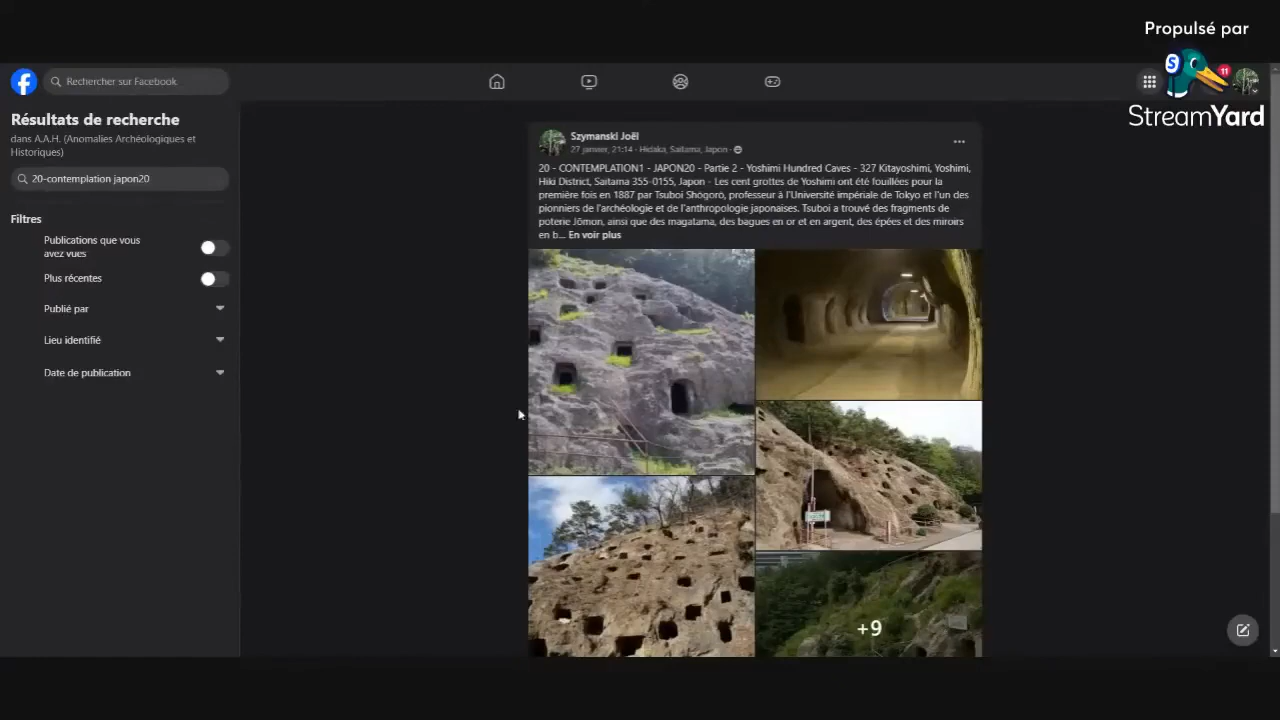 Propulsé par
StreamYard
Rechercher sur Facebook
11
Résultats de recherche
dans A.A.H. (Anomalies Archéologiques et
Historiques)
20-contemplation japon20
Filtres
Publications que vous
avez vues
Plus récentes
Publié par
Lieu identifié
Date de publication
Szymanski Joël
27 janvier, 21:14 · Hidaka, Saitama, Japon ·
20 - CONTEMPLATION1 - JAPON20 - Partie 2 - Yoshimi Hundred Caves - 327 Kitayoshimi, Yoshimi,
Hiki District, Saitama 355-0155, Japon - Les cent grottes de Yoshimi ont été fouillées pour la
première fois en 1887 par Tsuboi Shōgorō, professeur à l'Université impériale de Tokyo et l'un des
pionniers de l'archéologie et de l'anthropologie japonaises. Tsuboi a trouvé des fragments de
poterie Jōmon, ainsi que des magatama, des bagues en or et en argent, des épées et des miroirs
en b... En voir plus
+9